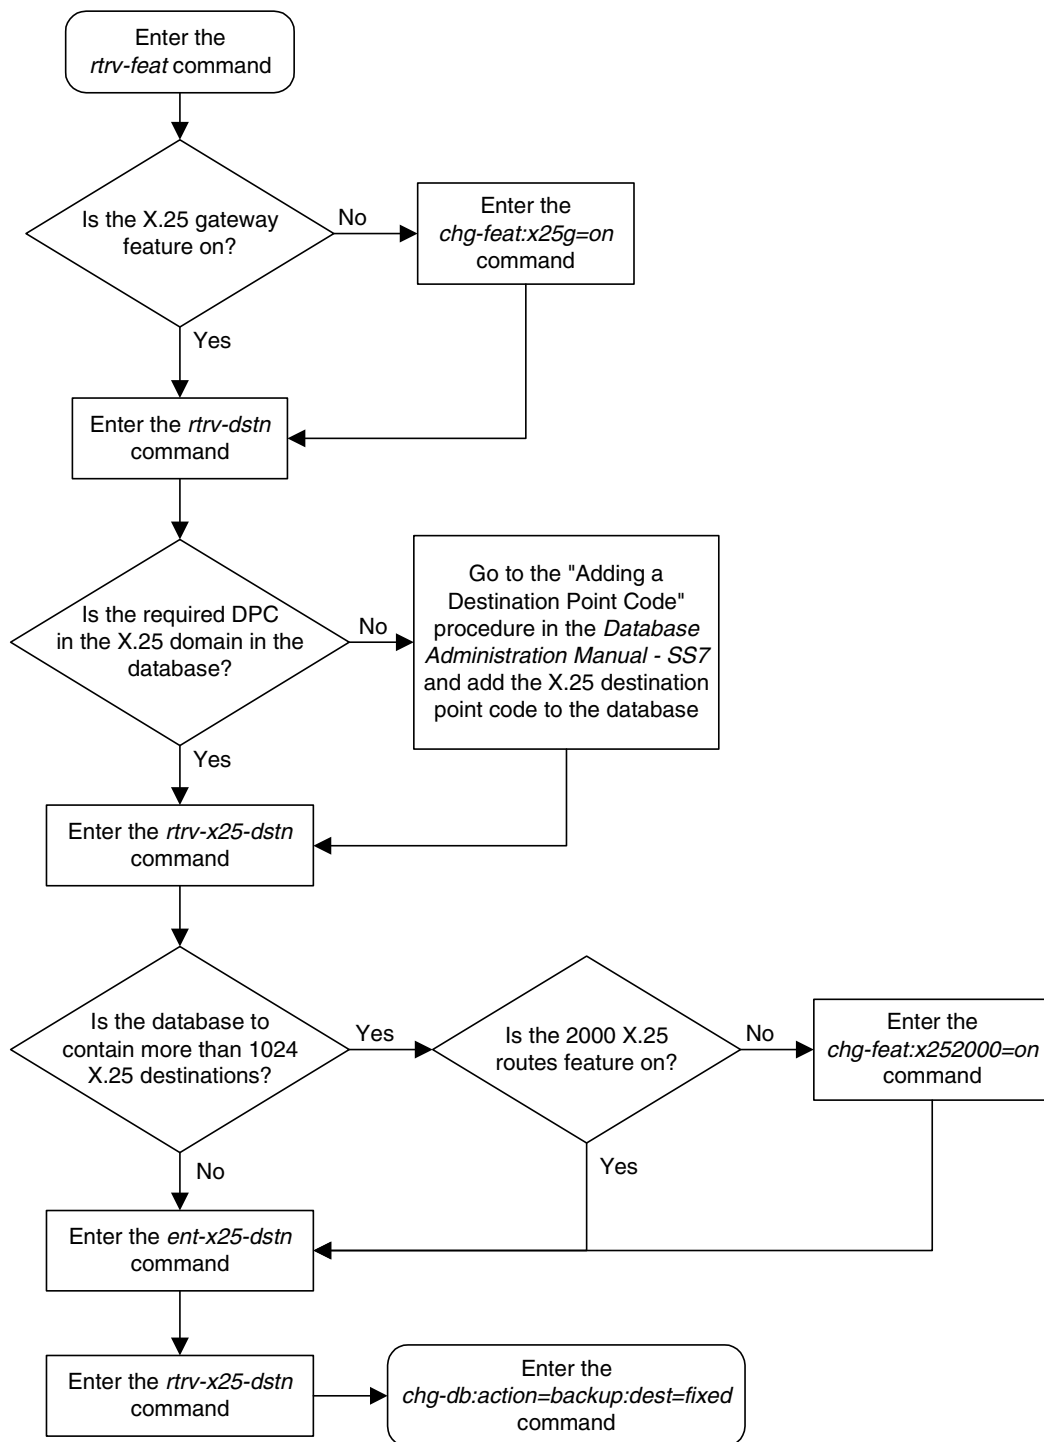 Enter the
rtrv-feat command
Is the X.25 gateway
feature on?
No
Enter the
chg-feat:x25g=on
command
Yes
Enter the rtrv-dstn
command
Is the required DPC
in the X.25 domain in the
database?
No
Go to the "Adding a
Destination Point Code"
procedure in the Database
Administration Manual - SS7
and add the X.25 destination
point code to the database
Yes
Enter the rtrv-x25-dstn
command
Is the database to
contain more than 1024
X.25 destinations?
Yes
Is the 2000 X.25
routes feature on?
No
Enter the
chg-feat:x252000=on
command
Yes
No
Enter the ent-x25-dstn
command
Enter the rtrv-x25-dstn
command
Enter the
chg-db:action=backup:dest=fixed
command